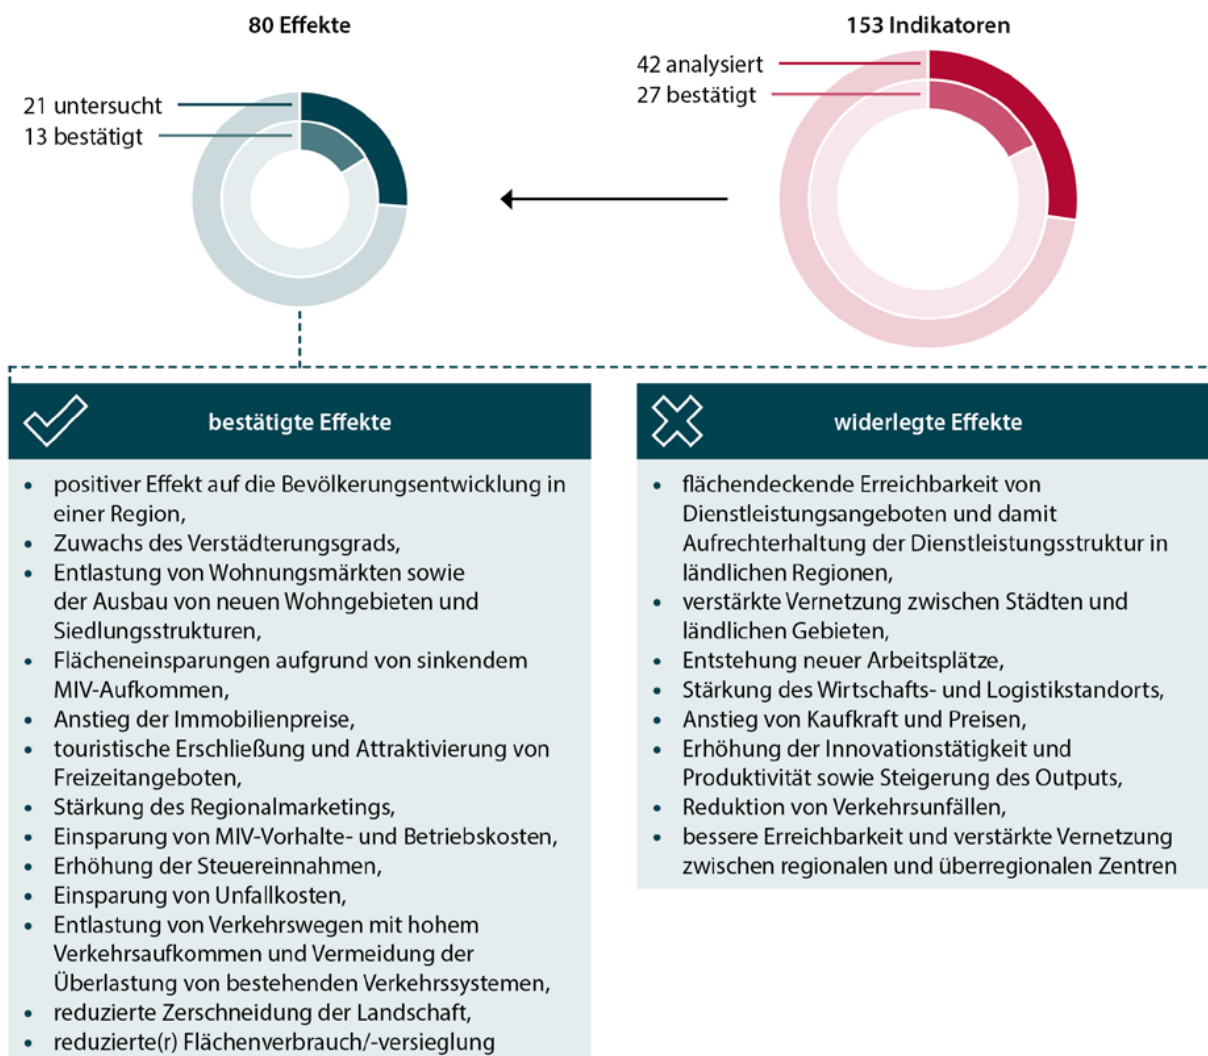 80 Effekte
21 untersucht
13 bestätigt
153 Indikatoren
42 analysiert
27 bestätigt
bestätigte Effekte
• positiver Effekt auf die Bevölkerungsentwicklung in
einer Region,
• Zuwachs des Verstädterungsgrads,
• Entlastung von Wohnungsmärkten sowie
der Ausbau von neuen Wohngebieten und
Siedlungsstrukturen,
• Flächeneinsparungen aufgrund von sinkendem
MIV-Aufkommen,
• Anstieg der Immobilienpreise,
• touristische Erschließung und Attraktivierung von
Freizeitangeboten,
• Stärkung des Regionalmarketings,
• Einsparung von MIV-Vorhalte- und Betriebskosten,
• Erhöhung der Steuereinnahmen,
• Einsparung von Unfallkosten,
• Entlastung von Verkehrswegen mit hohem
Verkehrsaufkommen und Vermeidung der
Überlastung von bestehenden Verkehrssystemen,
• reduzierte Zerschneidung der Landschaft,
• reduzierte(r) Flächenverbrauch/-versieglung
widerlegte Effekte
• flächendeckende Erreichbarkeit von
Dienstleistungsangeboten und damit
Aufrechterhaltung der Dienstleistungsstruktur in
ländlichen Regionen,
• verstärkte Vernetzung zwischen Städten und
ländlichen Gebieten,
• Entstehung neuer Arbeitsplätze,
• Stärkung des Wirtschafts- und Logistikstandorts,
• Anstieg von Kaufkraft und Preisen,
• Erhöhung der Innovationstätigkeit und
Produktivität sowie Steigerung des Outputs,
• Reduktion von Verkehrsunfällen,
• bessere Erreichbarkeit und verstärkte Vernetzung
zwischen regionalen und überregionalen Zentren